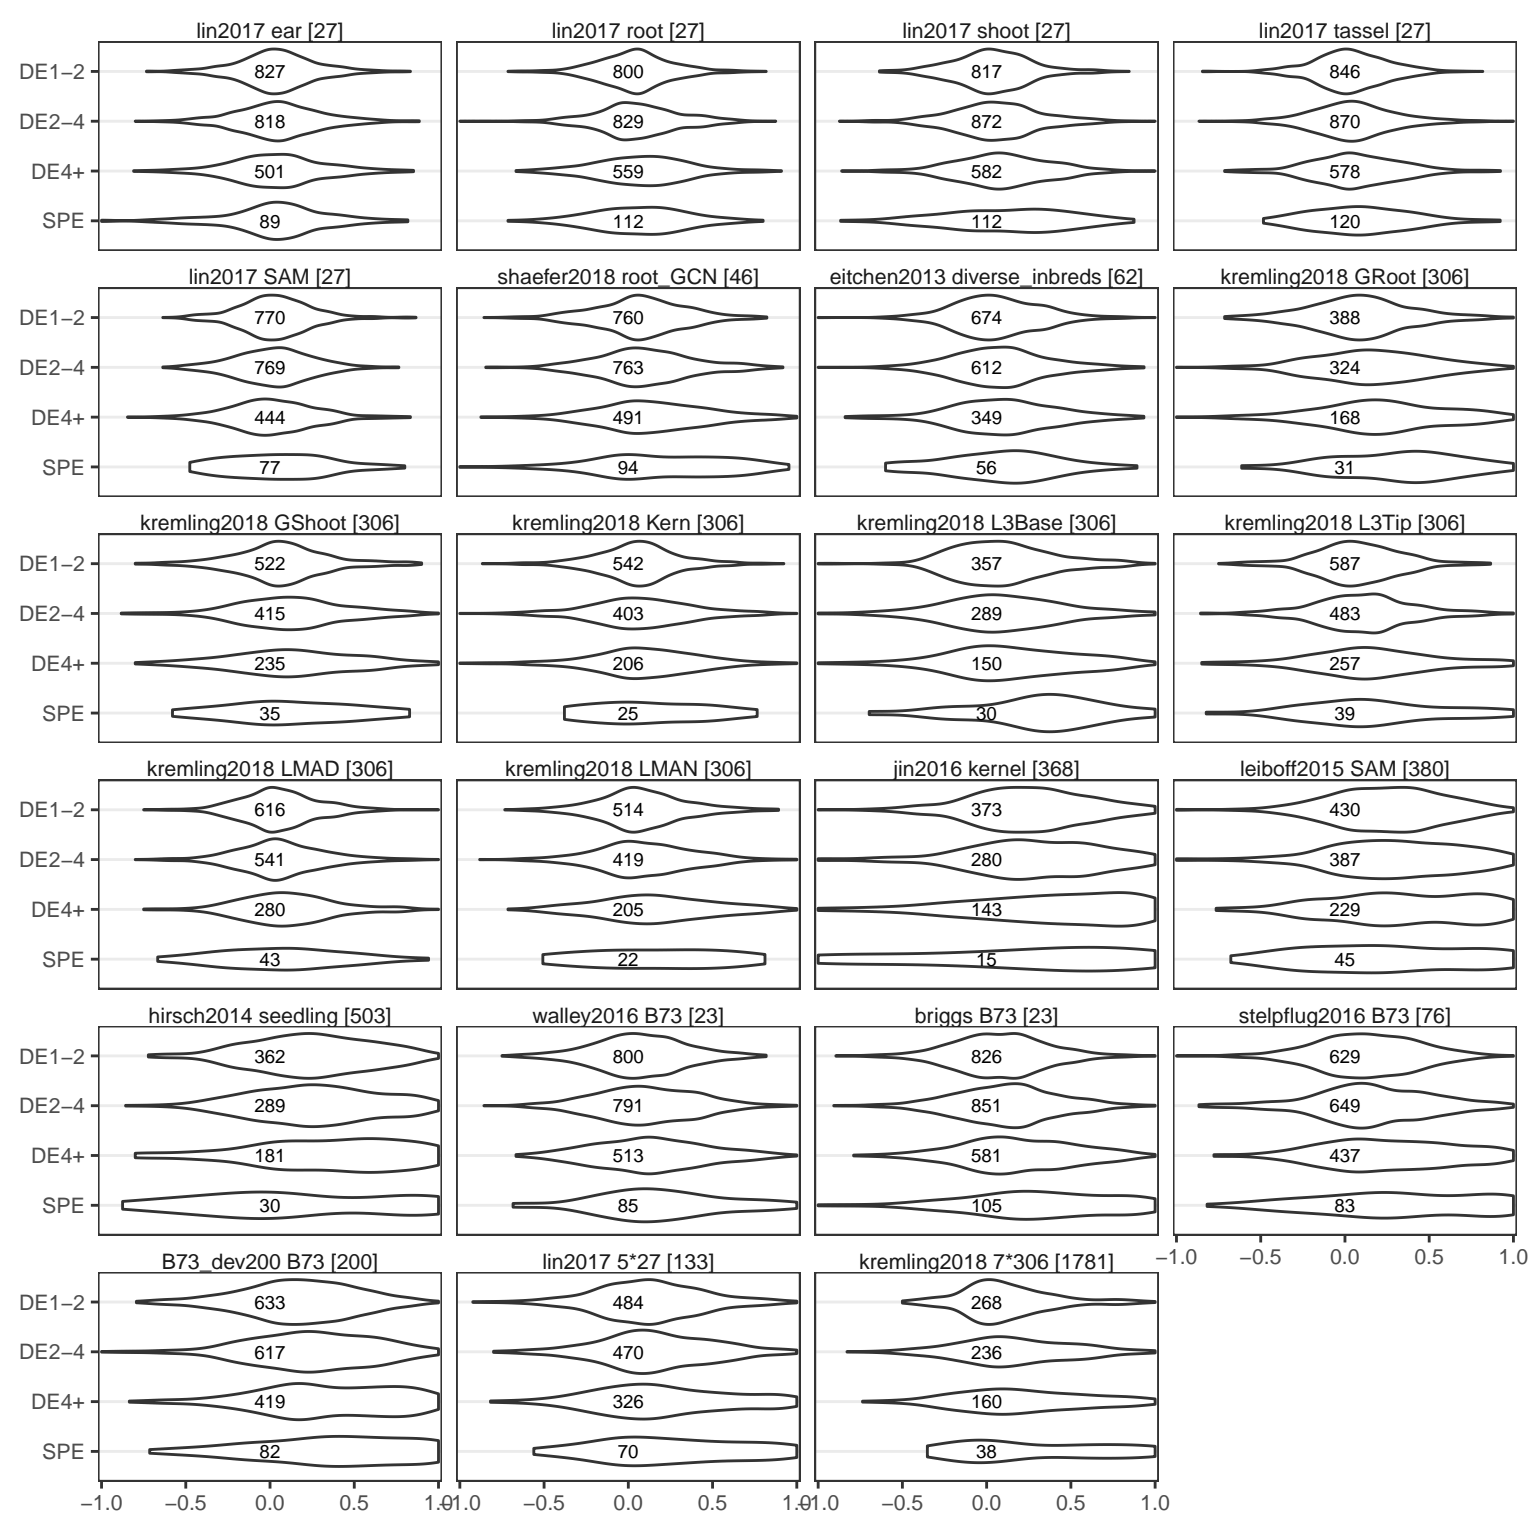 lin2017 ear [27] lin2017 root [27] lin2017 shoot [27] lin2017 tassel [27]
DE1−2 827 800 817 846
DE2−4 818 829 872 870
DE4+ 501 559 582 578
SPE 89 112 112 120
lin2017 SAM [27] shaefer2018 root_GCN [46] eitchen2013 diverse_inbreds [62] kremling2018 GRoot [306]
DE1−2 770 760 674 388
DE2−4 769 763 612 324
DE4+ 444 491 349 168
SPE 77 94 56 31
kremling2018 GShoot [306] kremling2018 Kern [306] kremling2018 L3Base [306] kremling2018 L3Tip [306]
DE1−2 522 542 357 587
DE2−4 415 403 289 483
DE4+ 235 206 150 257
SPE 35 25 30 39
kremling2018 LMAD [306] kremling2018 LMAN [306] jin2016 kernel [368] leiboff2015 SAM [380]
DE1−2 616 514 373 430
DE2−4 541 419 280 387
DE4+ 280 205 143 229
SPE 43 22 15 45
hirsch2014 seedling [503] walley2016 B73 [23] briggs B73 [23] stelpflug2016 B73 [76]
DE1−2 362 800 826 629
DE2−4 289 791 851 649
DE4+ 181 513 581 437
SPE 30 85 105 83
−1.0 −0.5 0.0 0.5 1.0
B73_dev200 B73 [200] lin2017 5*27 [133] kremling2018 7*306 [1781]
DE1−2 633 484 268
DE2−4 617 470 236
DE4+ 419 326 160
SPE 82 70 38
−1.0 −0.5 0.0 0.5 1.0 −1.0 −0.5 0.0 0.5 1.0 −1.0 −0.5 0.0 0.5 1.0